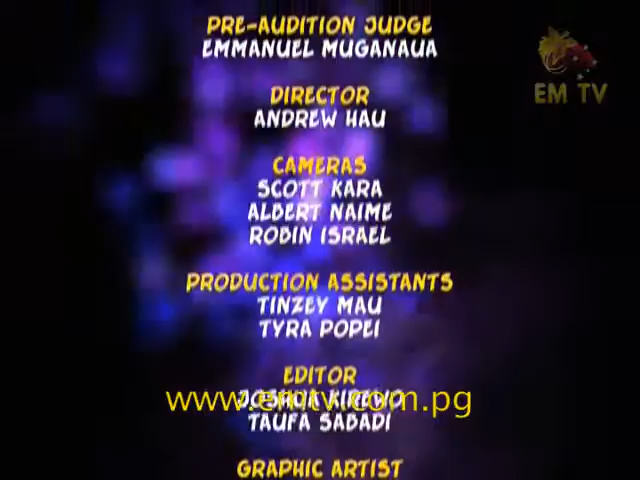 PRE-AUDITION JUDGE
EMMANUEL MUGANAUA
EM TV
DIRECTOR
ANDREW HAU
CAMERAS
SCOTT KARA
ALBERT NAIME
ROBIN ISRAEL
PRODUCTION ASSISTANTS
TINZEY MAU
TYRA POPEI
EDITOR
JOSHUA
www.emtv.com.pg
TAUFA SABADI
GRAPHIC ARTIST